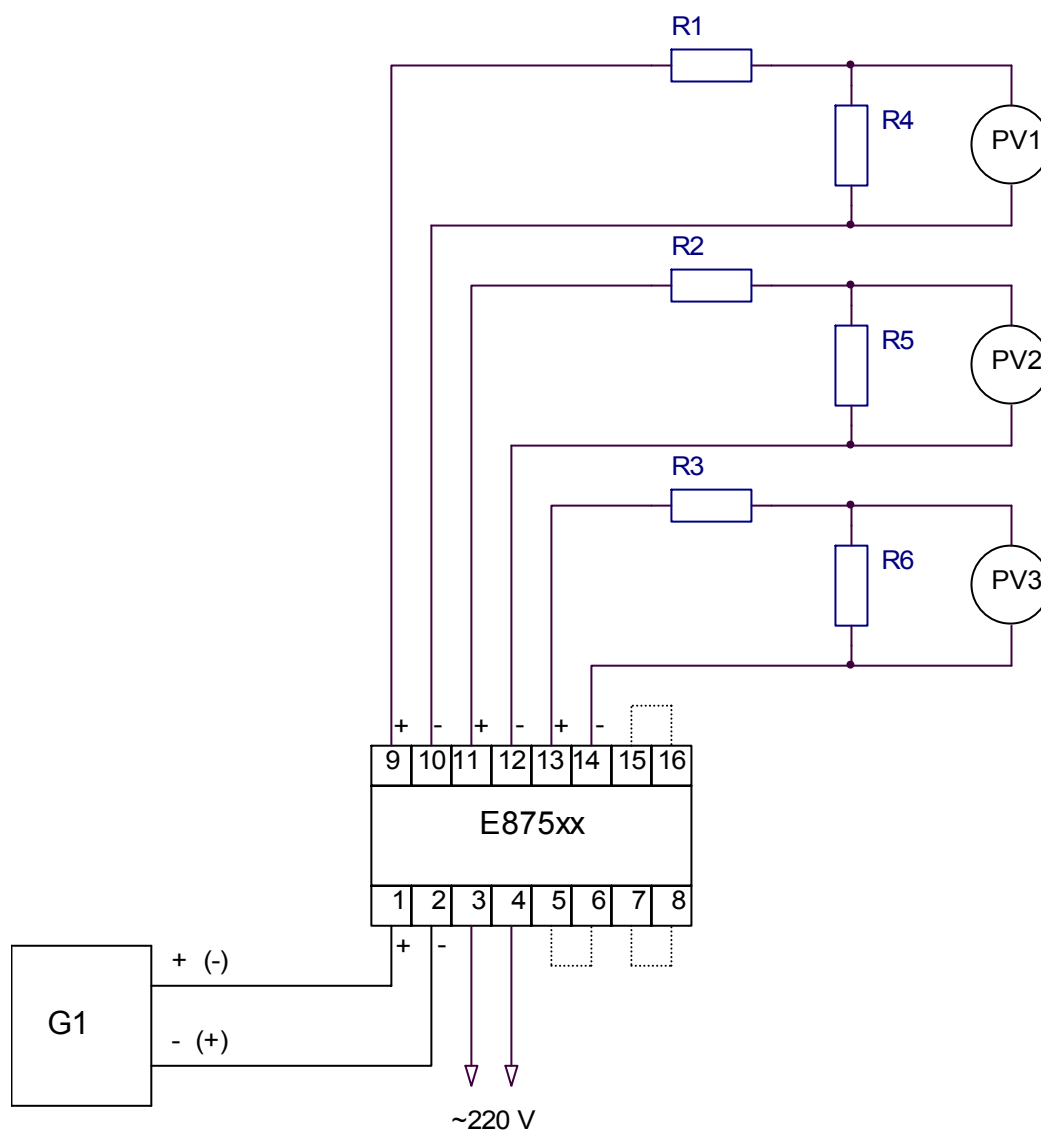 R1
R4
PV1
R2
R5
PV2
R3
R6
PV3
+ - + - + -
9 10 11 12 13 14 15 16
E875xx
1 2 3 4 5 6 7 8
+ -
+ (-)
G1
- (+)
~220 V